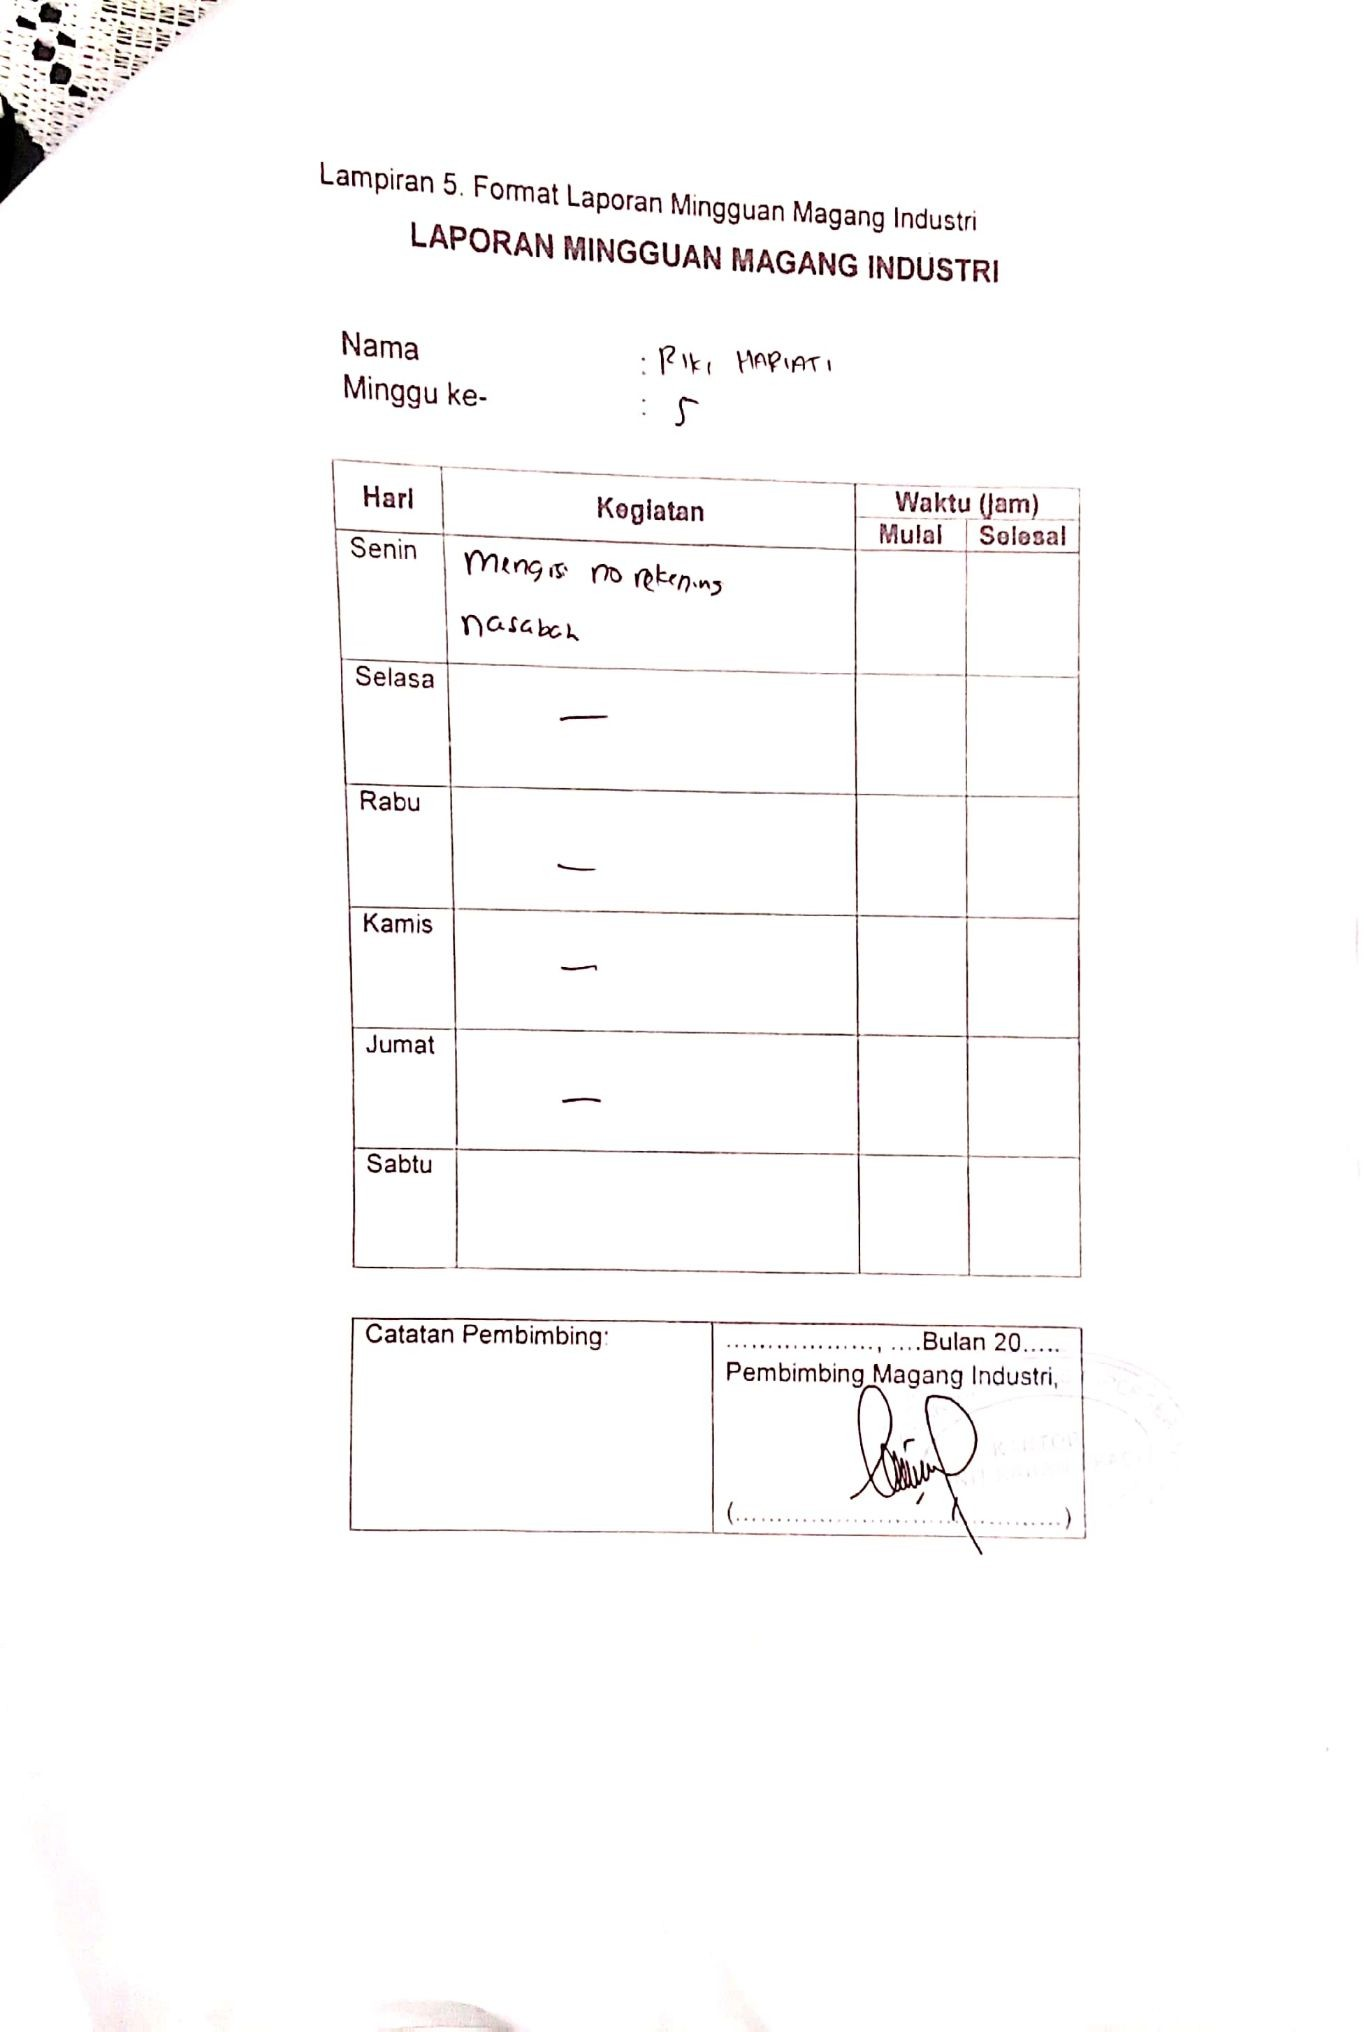 Lampiran 5. Format Laporan Mingguan Magang Industri
LAPORAN MINGGUAN MAGANG INDUSTRI
Nama : RIKI HARIATI
Minggu ke- : 5
Hari Kegiatan Waktu (Jam)
Mulai Selesai
Senin Mengisi no rekening
nasabah
Selasa —
Rabu —
Kamis —
Jumat —
Sabtu
Catatan Pembimbing: ..................., ....Bulan 20.....
Pembimbing Magang Industri,
(.......................................)